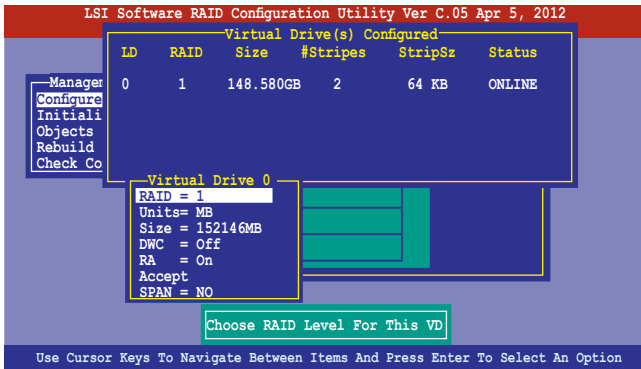 LSI Software RAID Configuration Utility Ver C.05 Apr 5, 2012
Virtual Drive(s) Configured
LD RAID Size #Stripes StripSz Status
0 1 148.580GB 2 64 KB ONLINE
Manager
Configure
Initiali
Objects
Rebuild
Check Co
Virtual Drive 0
RAID = 1
Units= MB
Size = 152146MB
DWC = Off
RA = On
Accept
SPAN = NO
Choose RAID Level For This VD
Use Cursor Keys To Navigate Between Items And Press Enter To Select An Option